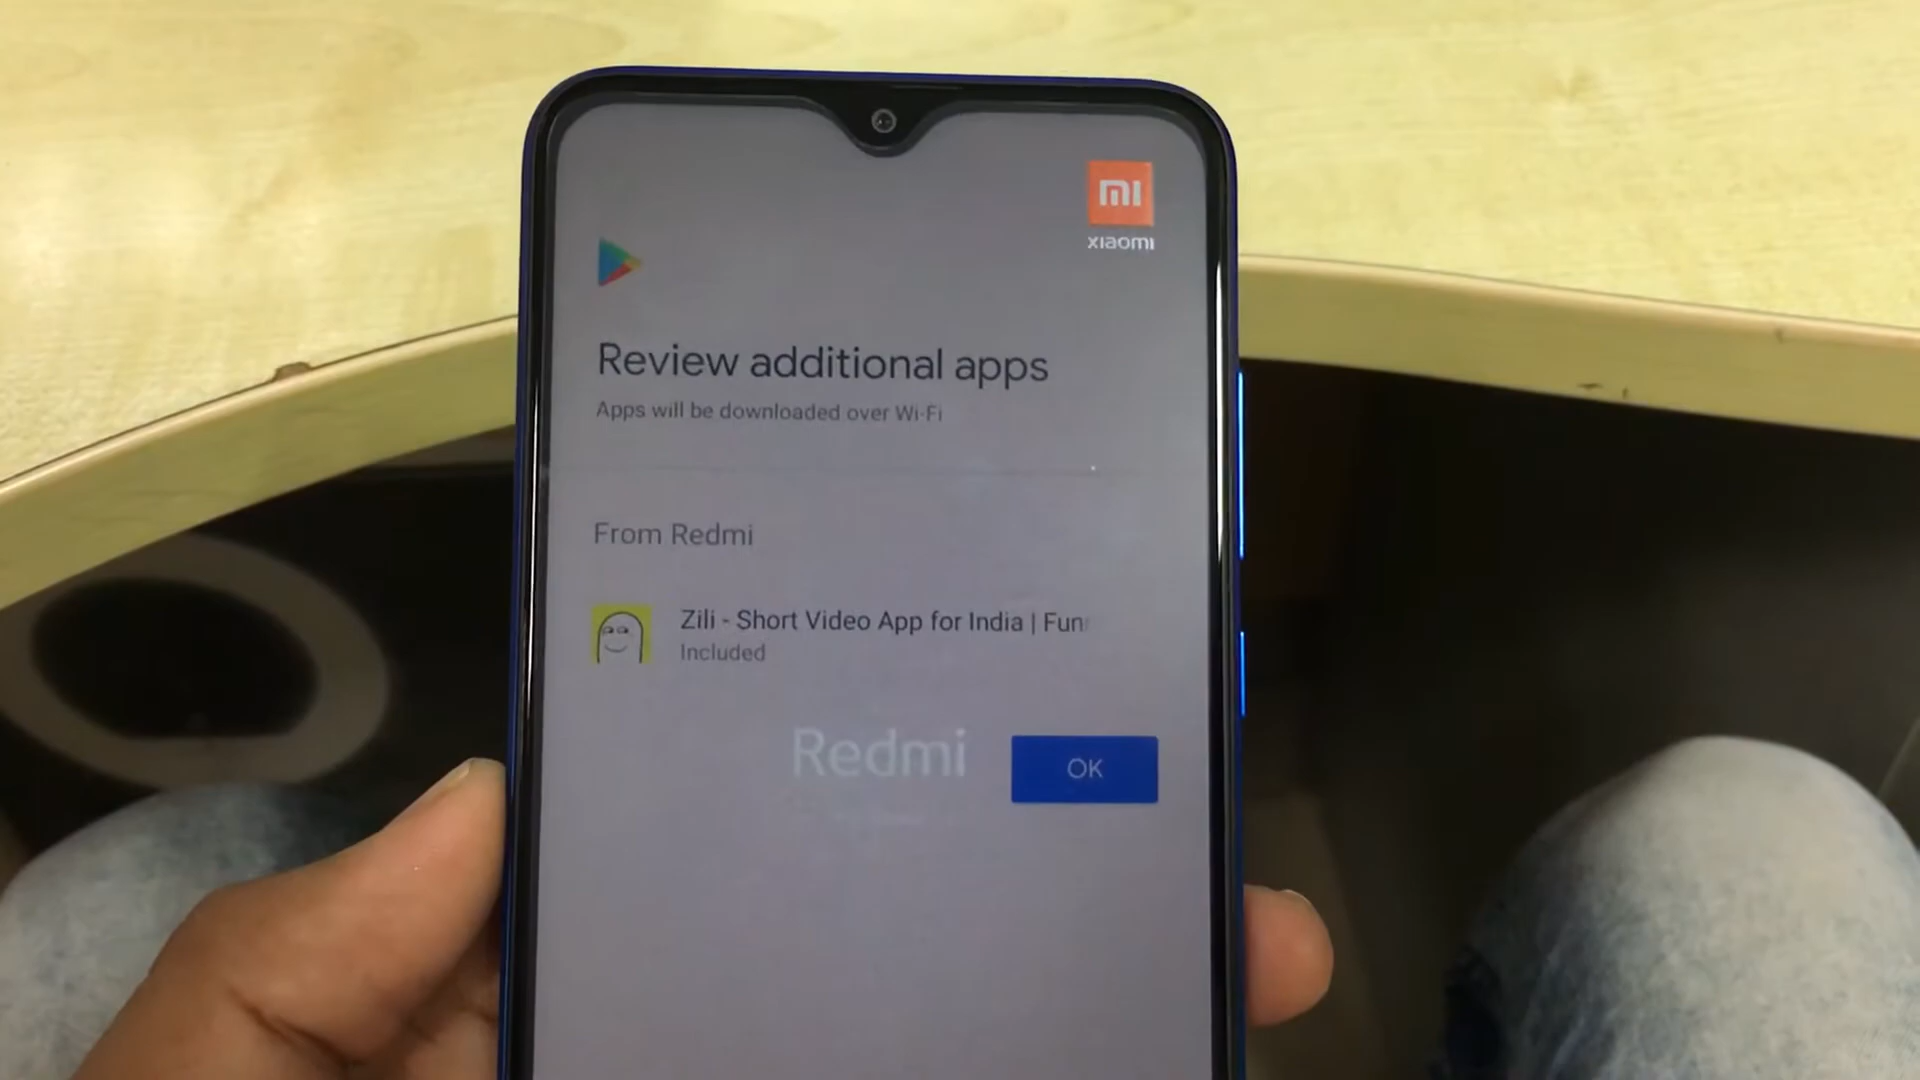 mi
xiaomi
Review additional apps
Apps will be downloaded over Wi-Fi
From Redmi
Zili - Short Video App for India | Fun
Included
Redmi
OK